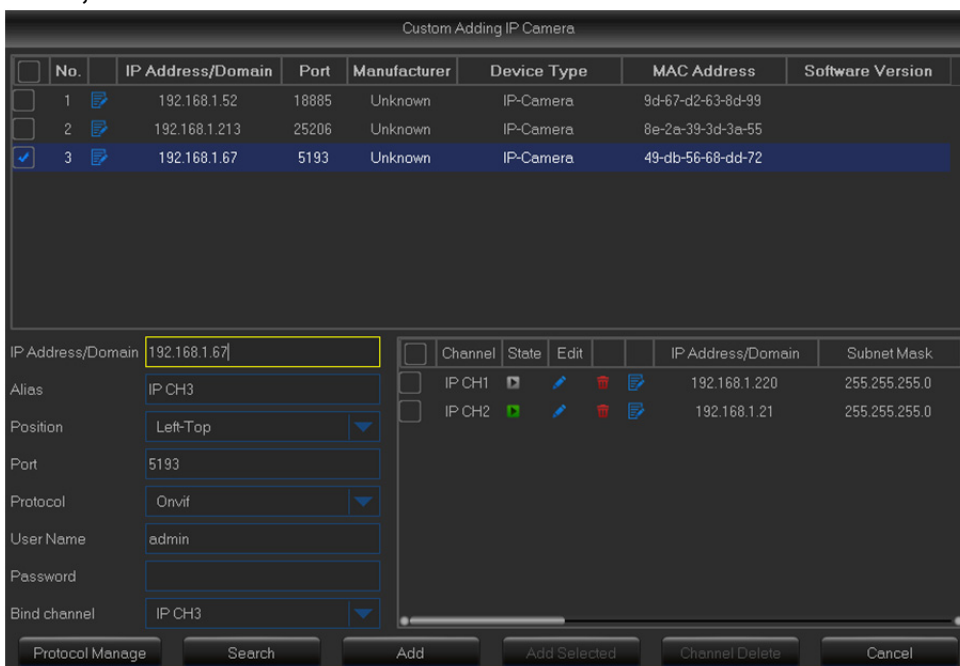 Custom Adding IP Camera
No. IP Address/Domain Port Manufacturer Device Type MAC Address Software Version
1 192.168.1.52 18885 Unknown IP-Camera 9d-67-d2-63-8d-99
2 192.168.1.213 25206 Unknown IP-Camera 8e-2a-39-3d-3a-55
3 192.168.1.67 5193 Unknown IP-Camera 49-db-56-68-dd-72
IP Address/Domain 192.168.1.67
Alias IP CH3
Position Left-Top
Port 5193
Protocol Onvif
User Name admin
Password
Bind channel IP CH3
Channel State Edit IP Address/Domain Subnet Mask
IP CH1 192.168.1.220 255.255.255.0
IP CH2 192.168.1.21 255.255.255.0
Protocol Manage Search Add Add Selected Channel Delete Cancel